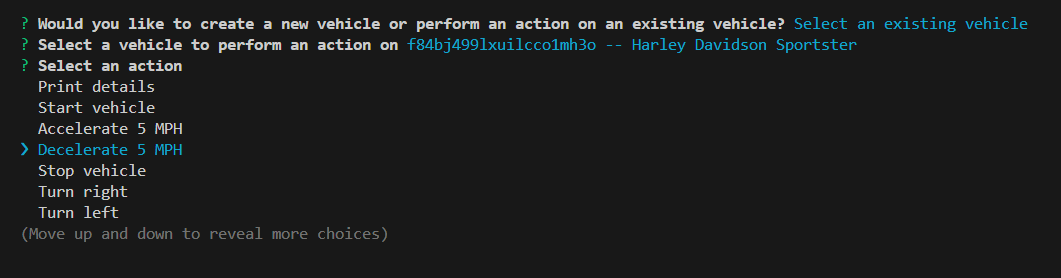 ? Would you like to create a new vehicle or perform an action on an existing vehicle? Select an existing vehicle
? Select a vehicle to perform an action on f84bj499lxuilcco1mh3o -- Harley Davidson Sportster
? Select an action
Print details
Start vehicle
Accelerate 5 MPH
❯ Decelerate 5 MPH
Stop vehicle
Turn right
Turn left
(Move up and down to reveal more choices)